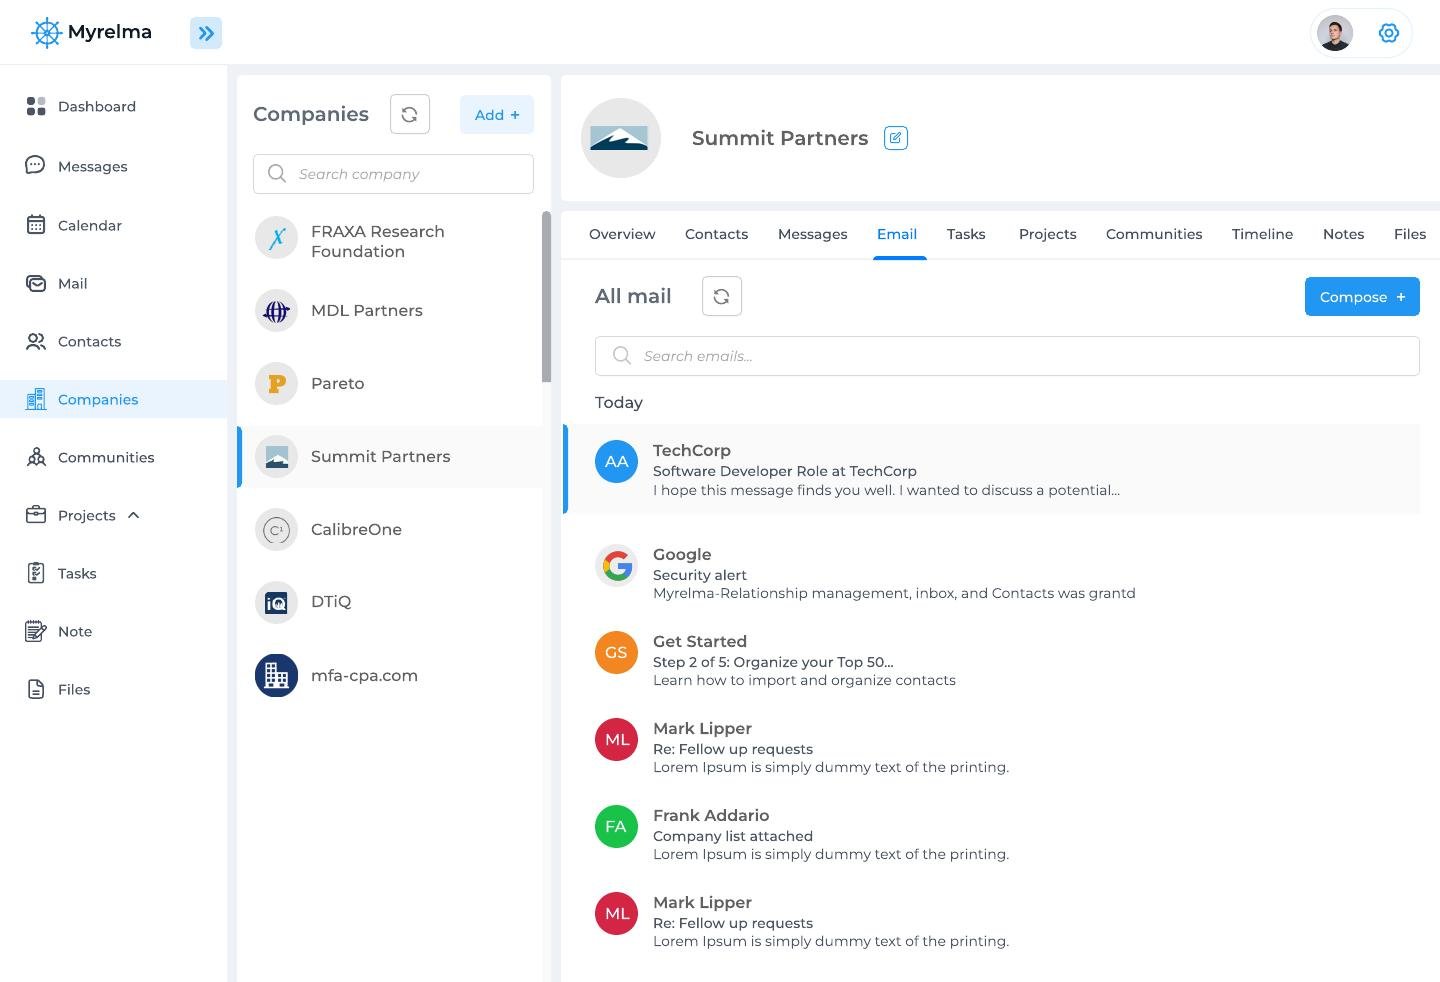 Myrelma
Dashboard
Messages
Calendar
Mail
Contacts
Companies
Communities
Projects
Tasks
Note
Files
Companies
Add +
Search company
FRAXA Research
Foundation
MDL Partners
P
Pareto
Summit Partners
C¹
CalibreOne
iQ
DTiQ
mfa-cpa.com
Summit Partners
Overview Contacts Messages Email Tasks Projects Communities Timeline Notes Files
All mail
Compose +
Search emails...
Today
AA
TechCorp
Software Developer Role at TechCorp
I hope this message finds you well. I wanted to discuss a potential...
G
Google
Security alert
Myrelma-Relationship management, inbox, and Contacts was grantd
GS
Get Started
Step 2 of 5: Organize your Top 50...
Learn how to import and organize contacts
ML
Mark Lipper
Re: Fellow up requests
Lorem Ipsum is simply dummy text of the printing.
FA
Frank Addario
Company list attached
Lorem Ipsum is simply dummy text of the printing.
ML
Mark Lipper
Re: Fellow up requests
Lorem Ipsum is simply dummy text of the printing.